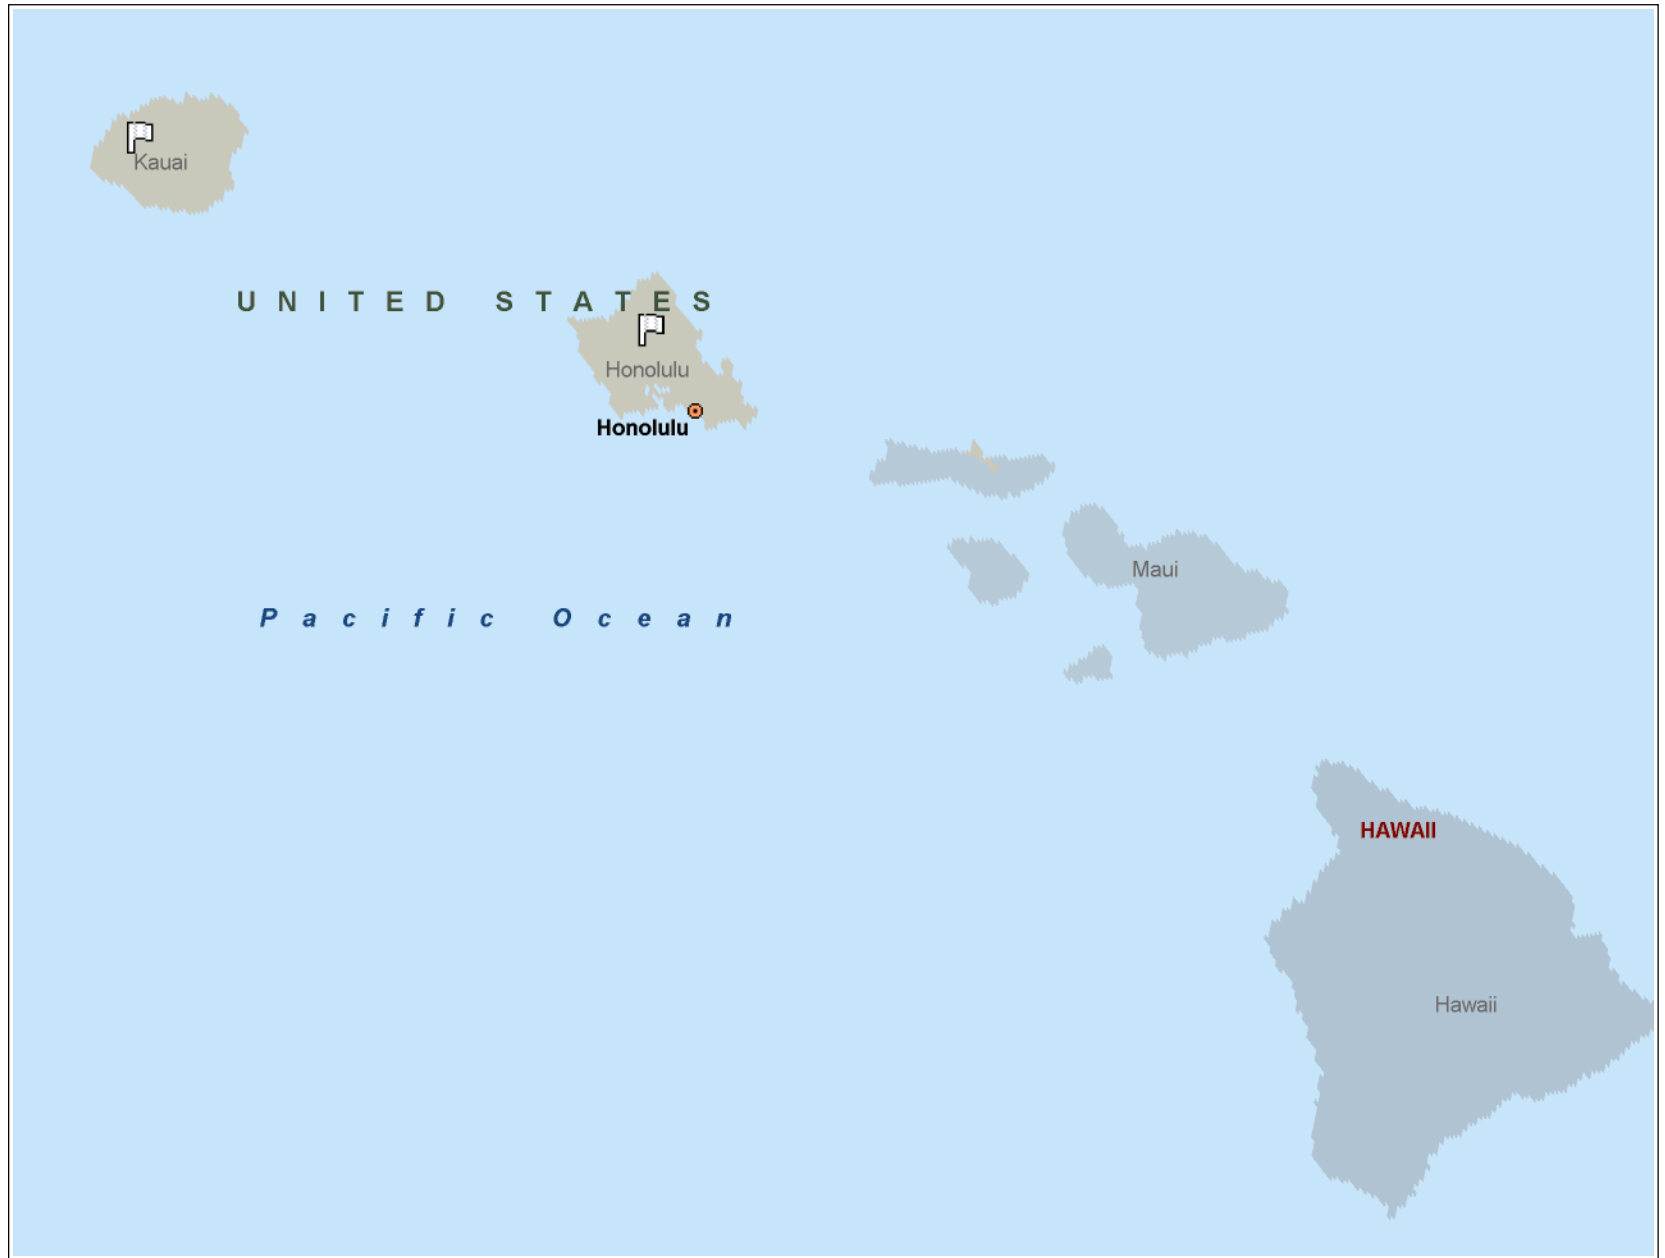 Kauai
UNITED STATES
Honolulu
Honolulu
Maui
Pacific Ocean
HAWAII
Hawaii